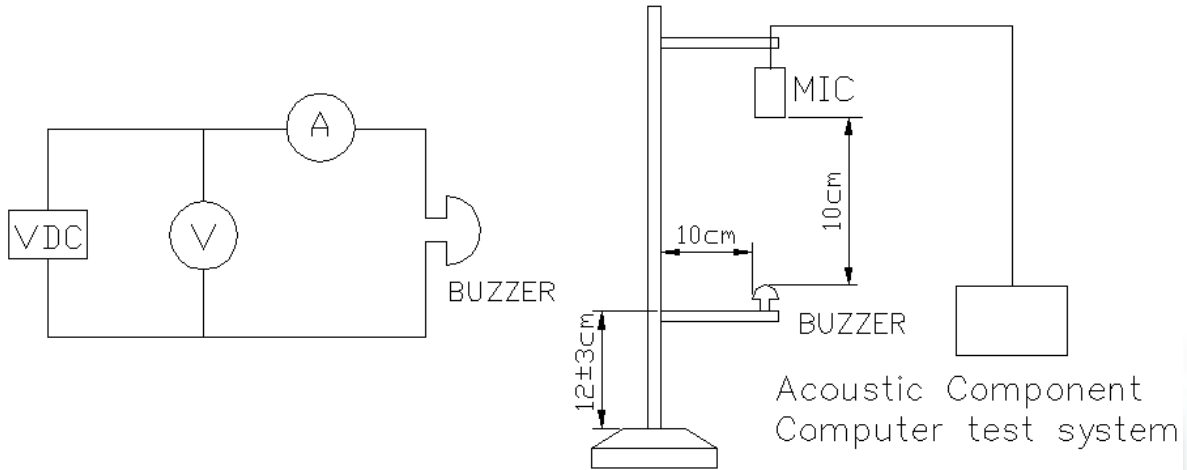 A
VDC
V
BUZZER
MIC
10cm
10cm
BUZZER
12±3cm
Acoustic Component
Computer test system